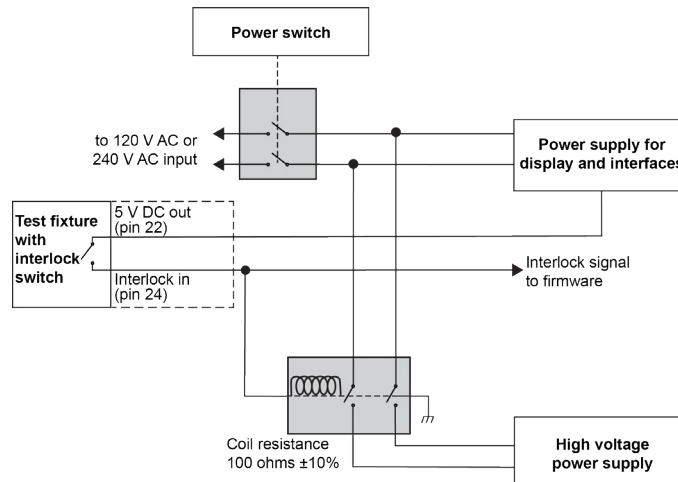 Power switch
to 120 V AC or
240 V AC input
Power supply for
display and interfaces
Test fixture
with
interlock
switch
5 V DC out
(pin 22)
Interlock in
(pin 24)
Interlock signal
to firmware
Coil resistance
100 ohms ±10%
High voltage
power supply